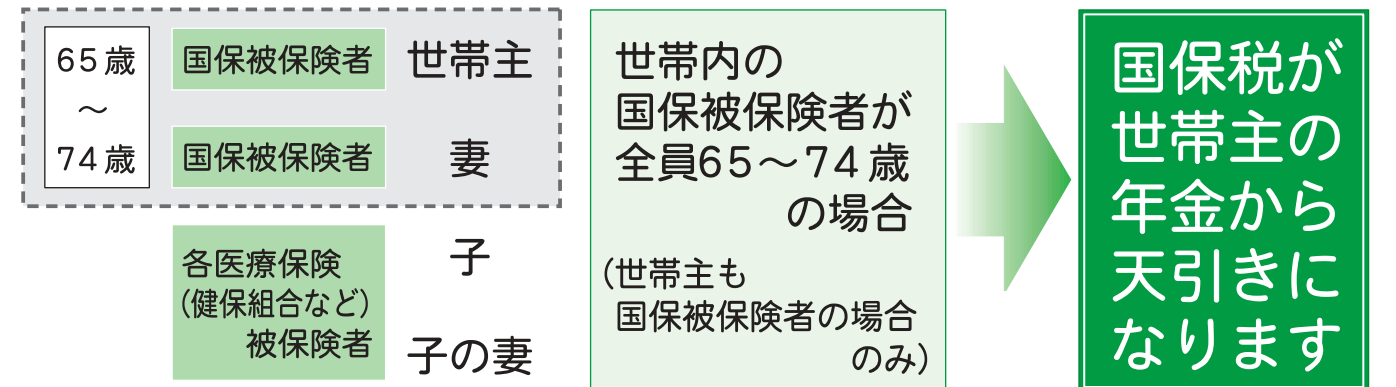 65歳
～
74歳
国保被保険者
世帯主
国保被保険者
妻
各医療保険
(健保組合など)
被保険者
子
子の妻
世帯内の
国保被保険者が
全員65～74歳
の場合
(世帯主も
国保被保険者の場合
のみ)
国保税が
世帯主の
年金から
天引きに
なります